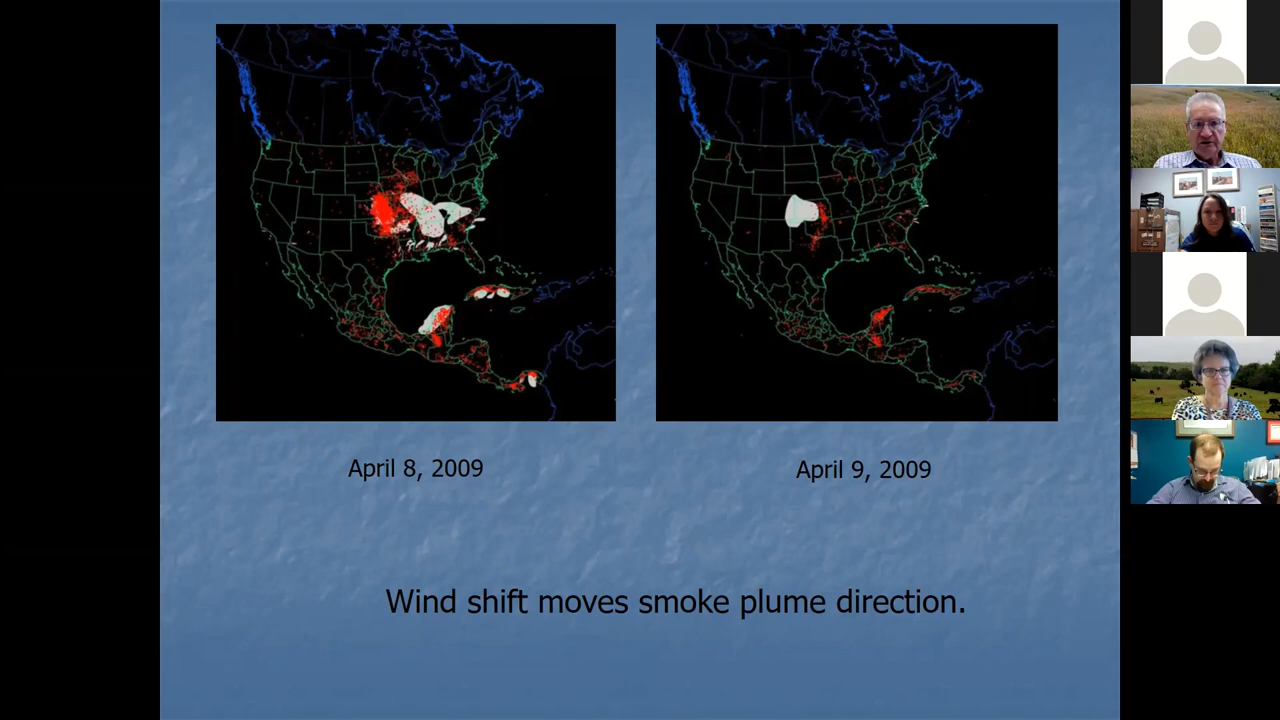 April 8, 2009
April 9, 2009
Wind shift moves smoke plume direction.